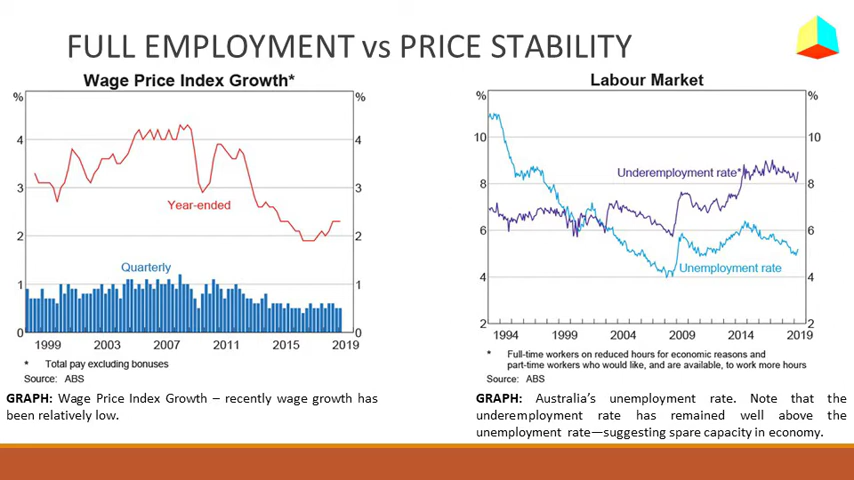 FULL EMPLOYMENT vs PRICE STABILITY
Wage Price Index Growth*
%
%
4
4
3
3
Year-ended
2
2
Quarterly
1
1
0
0
1999
2003
2007
2011
2015
2019
* Total pay excluding bonuses
Source: ABS
GRAPH: Wage Price Index Growth – recently wage growth has
been relatively low.
Labour Market
%
%
10
10
Underemployment rate*
8
8
6
6
Unemployment rate
4
4
2
2
1994
1999
2004
2009
2014
2019
* Full-time workers on reduced hours for economic reasons and
part-time workers who would like, and are available, to work more hours
Source: ABS
GRAPH: Australia's unemployment rate. Note that the
underemployment rate has remained well above the
unemployment rate—suggesting spare capacity in economy.